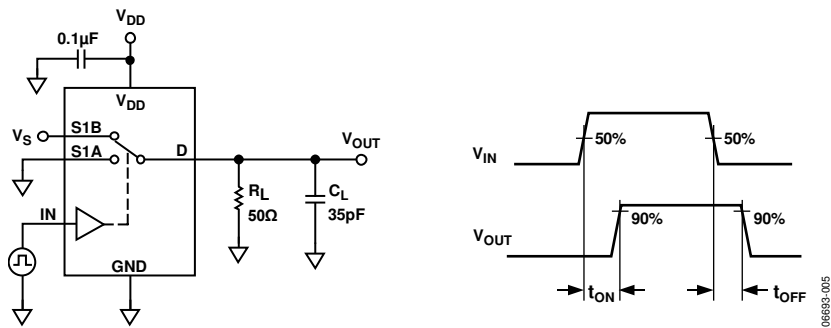 VDD
0.1µF
VDD
VS
S1B
S1A
D
VOUT
RL
50Ω
CL
35pF
IN
GND
VIN
50%
50%
VOUT
90%
90%
tON
tOFF
06693-005